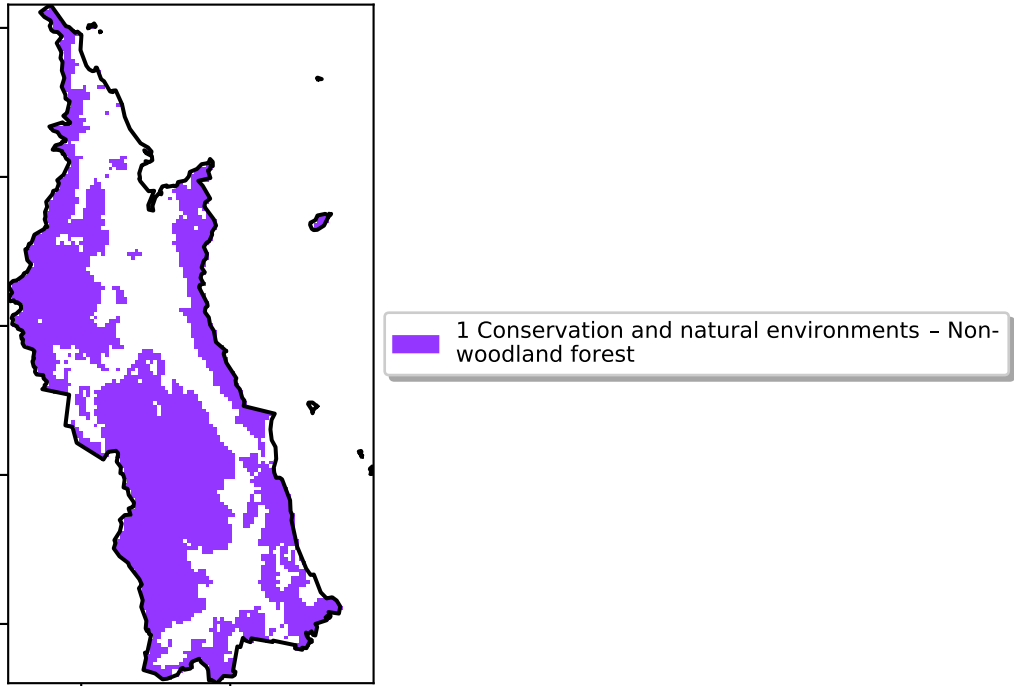 1 Conservation and natural environments – Non-
woodland forest